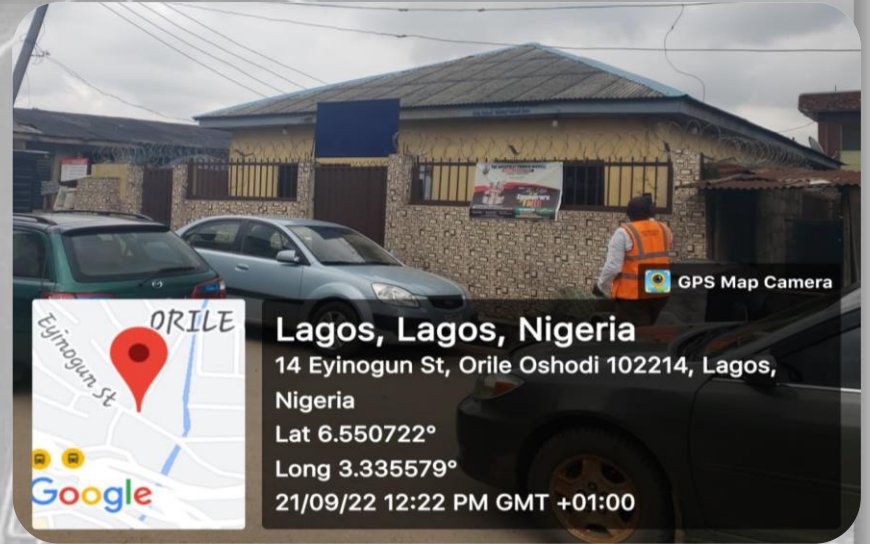 GPS Map Camera
ORILE
Eyinogun St
Google
Lagos, Lagos, Nigeria
14 Eyinogun St, Orile Oshodi 102214, Lagos,
Nigeria
Lat 6.550722°
Long 3.335579°
21/09/22 12:22 PM GMT +01:00